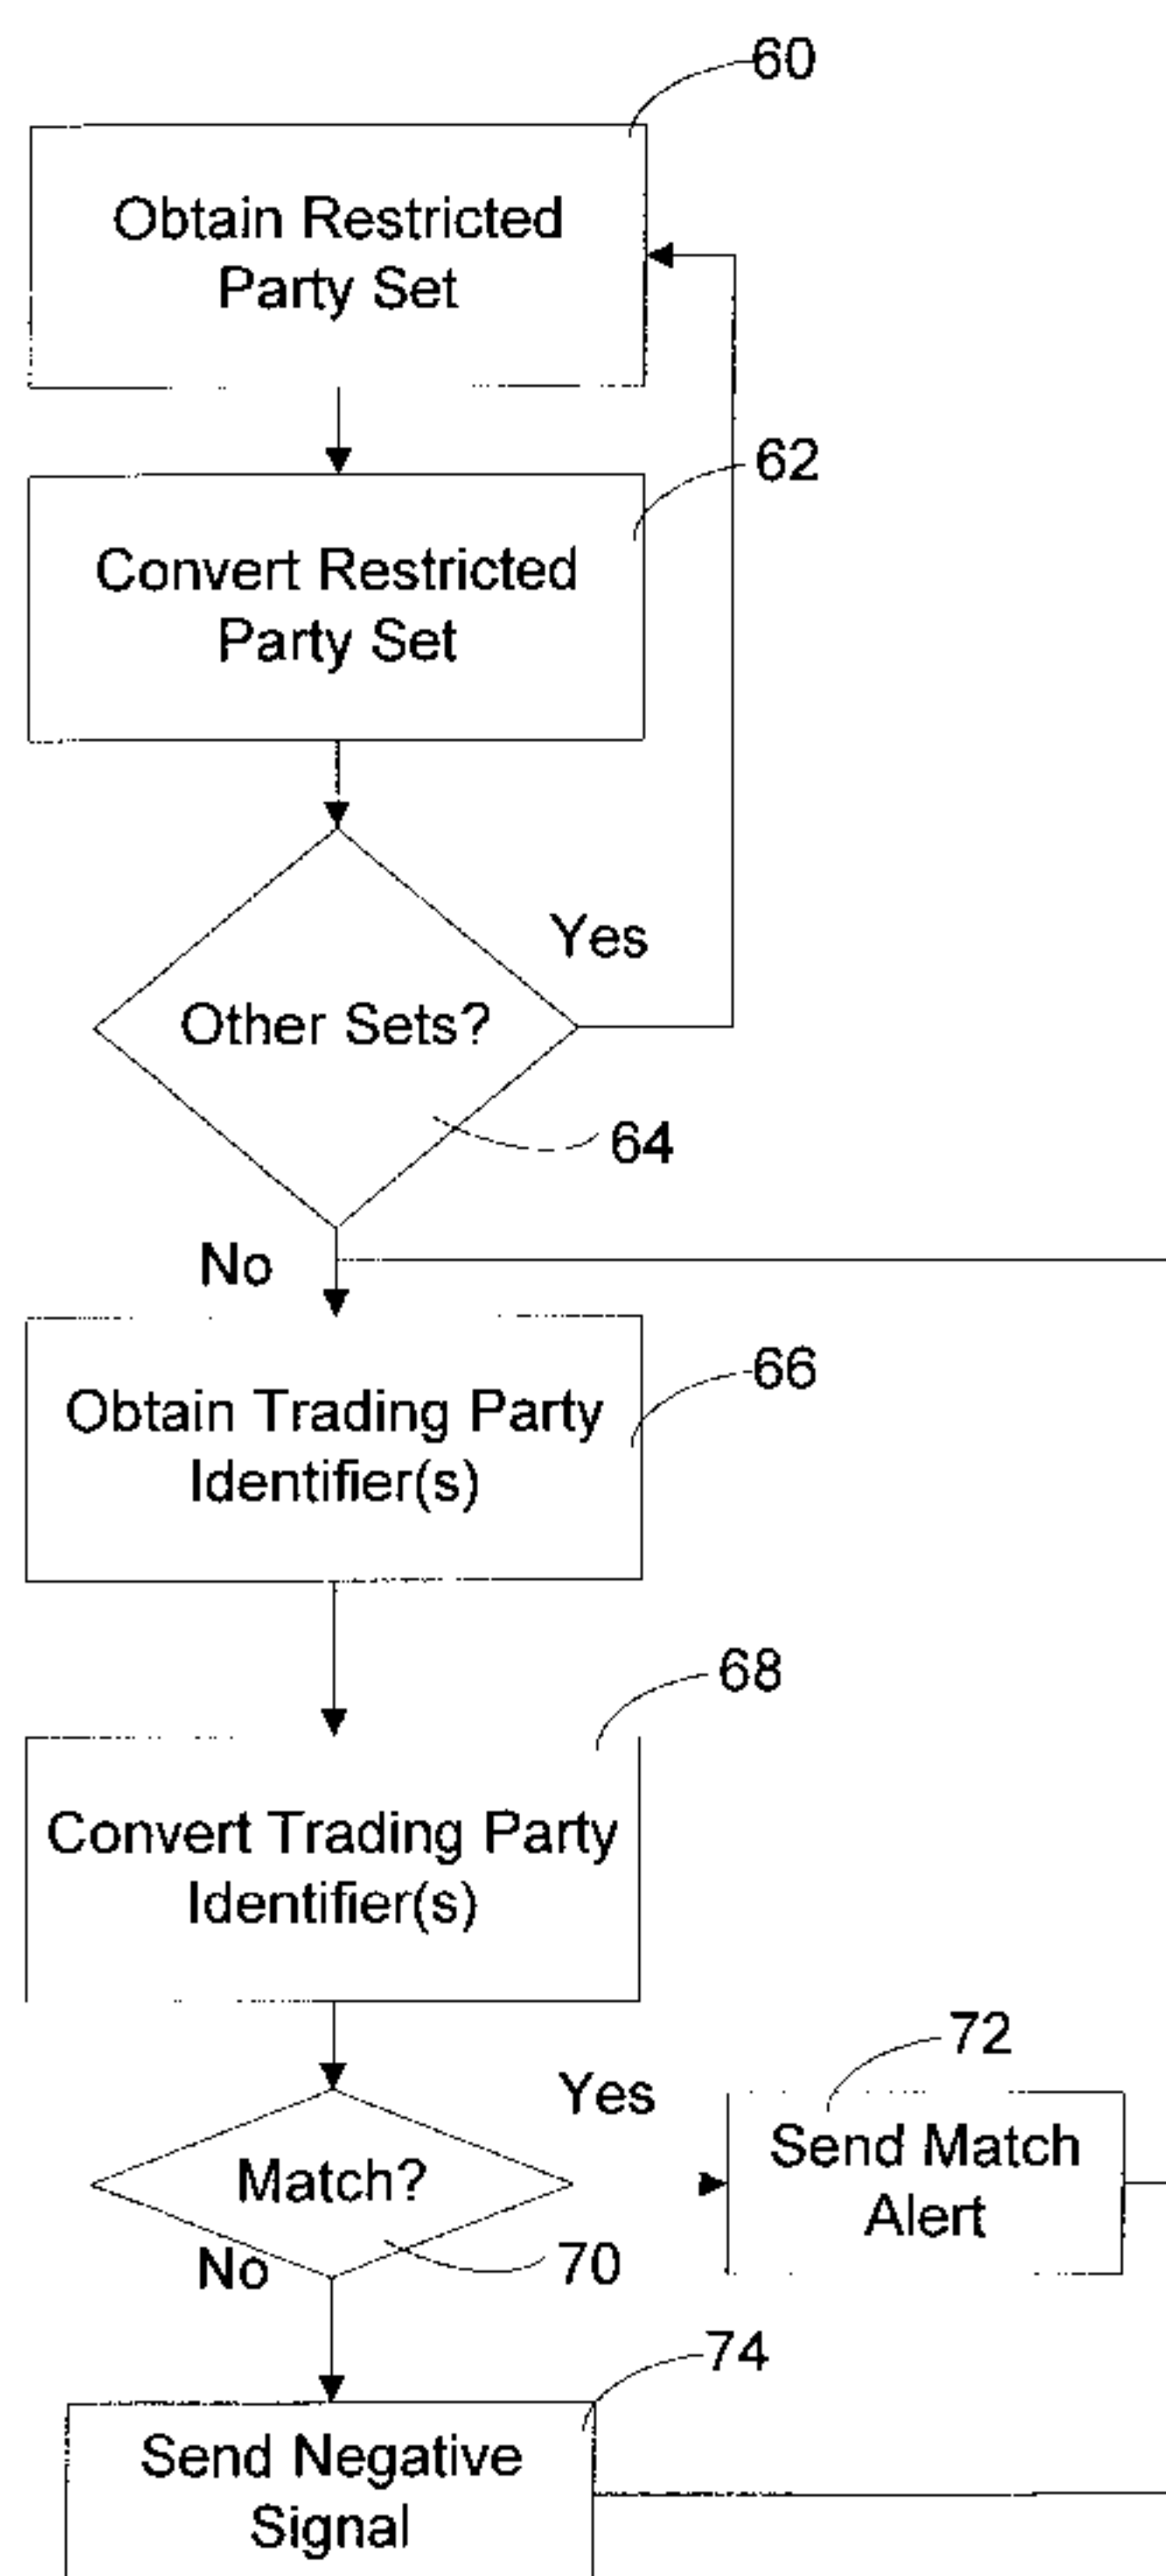 60
Obtain Restricted
Party Set
62
Convert Restricted
Party Set
Yes
Other Sets?
64
No
66
Obtain Trading Party
Identifier(s)
68
Convert Trading Party
Identifier(s)
72
Yes
Send Match
Alert
Match?
70
No
74
Send Negative
Signal